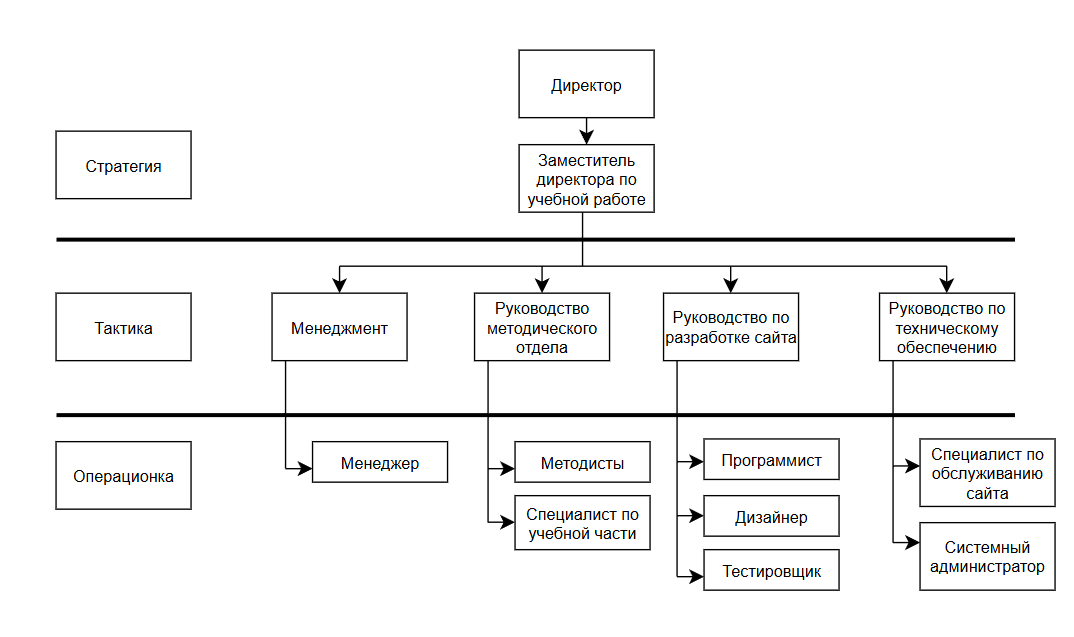 Директор
Стратегия
Заместитель
директора по
учебной работе
Тактика
Менеджмент
Руководство
методического
отдела
Руководство по
разработке сайта
Руководство по
техническому
обеспечению
Операционка
Менеджер
Методисты
Специалист по
учебной части
Программист
Дизайнер
Тестировщик
Специалист по
обслуживанию
сайта
Системный
администратор